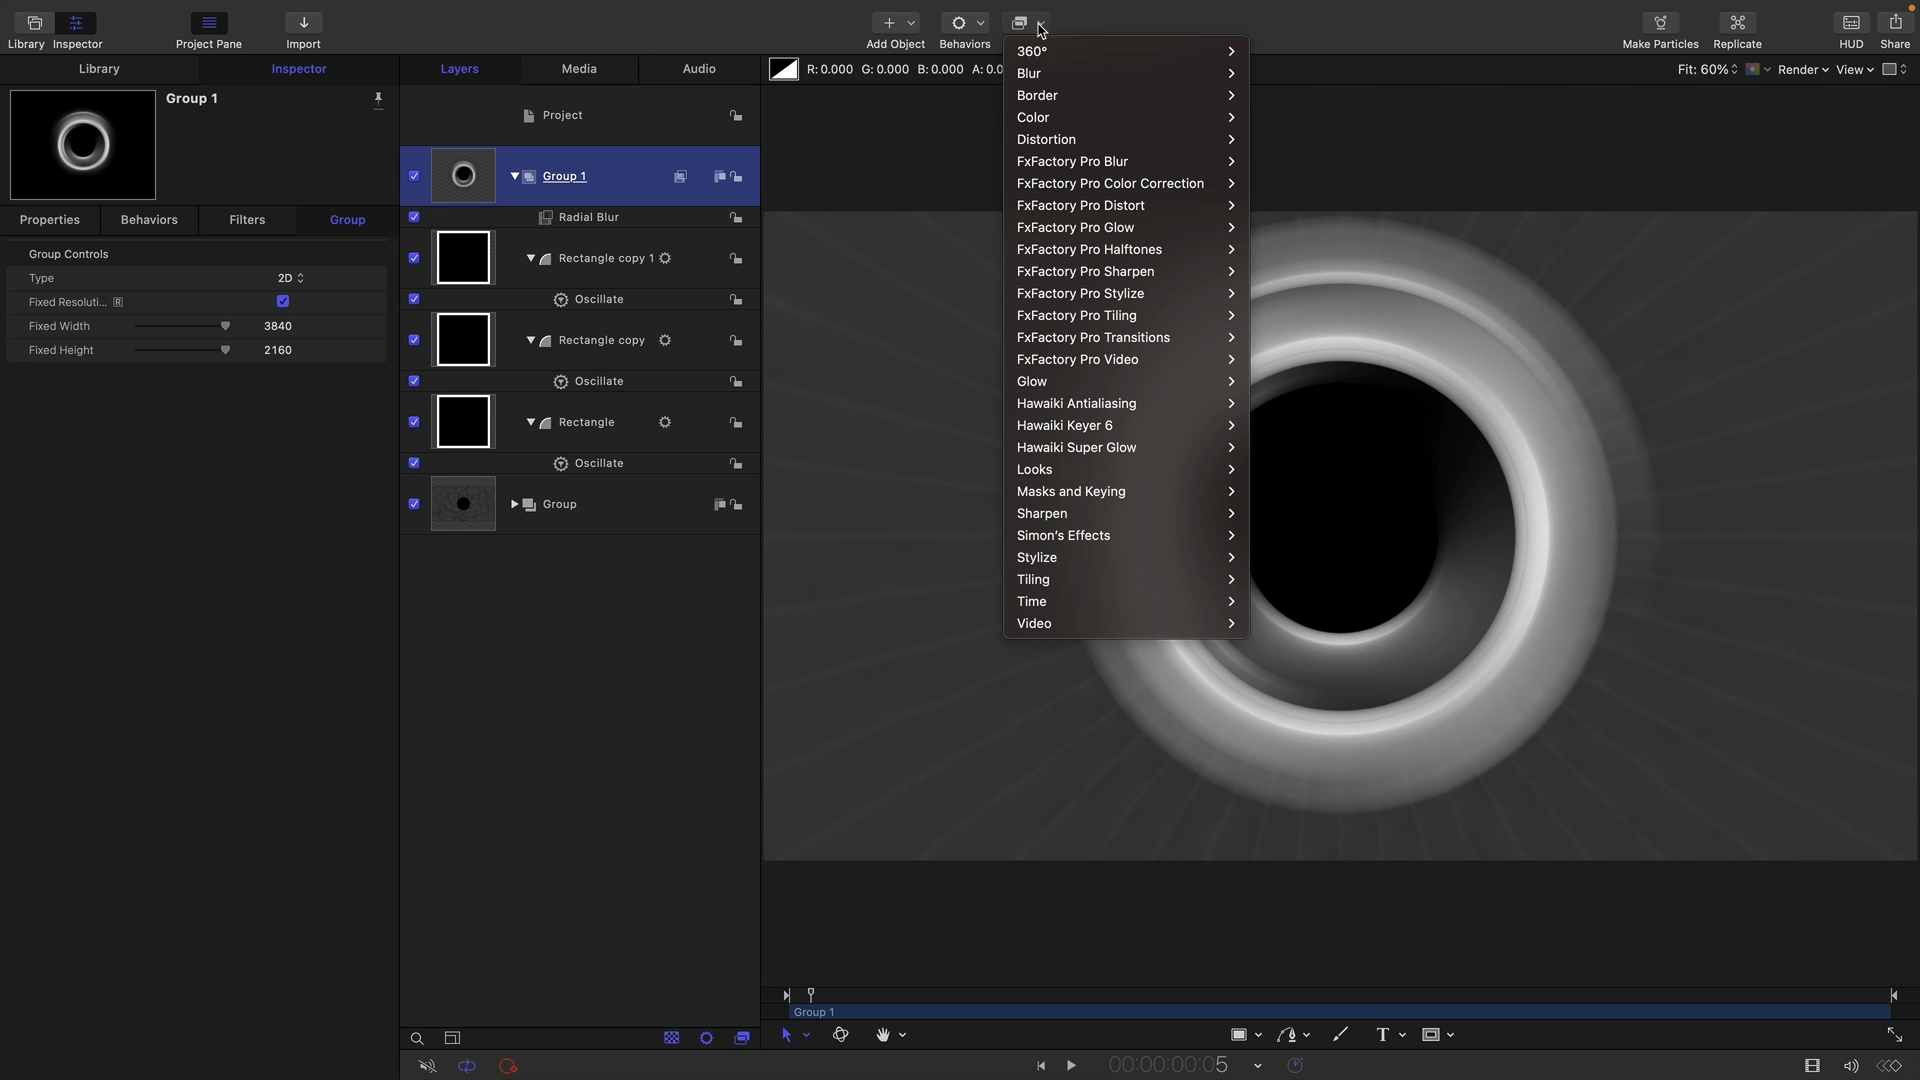 Library
Inspector
Project Pane
Import
Add Object
Behaviors
Make Particles
Replicate
HUD
Share
Library
Inspector
Layers
Media
Audio
R: 0.000 G: 0.000 B: 0.000 A: 0.0
Fit: 60%
Render
View
Group 1
Properties
Behaviors
Filters
Group
Group Controls
Type
2D
Fixed Resoluti...
R
Fixed Width
3840
Fixed Height
2160
Project
Group 1
Radial Blur
Rectangle copy 1
Oscillate
Rectangle copy
Oscillate
Rectangle
Oscillate
Group
360°
Blur
Border
Color
Distortion
FxFactory Pro Blur
FxFactory Pro Color Correction
FxFactory Pro Distort
FxFactory Pro Glow
FxFactory Pro Halftones
FxFactory Pro Sharpen
FxFactory Pro Stylize
FxFactory Pro Tiling
FxFactory Pro Transitions
FxFactory Pro Video
Glow
Hawaiki Antialiasing
Hawaiki Keyer 6
Hawaiki Super Glow
Looks
Masks and Keying
Sharpen
Simon's Effects
Stylize
Tiling
Time
Video
Group 1
T
00:00:00:05